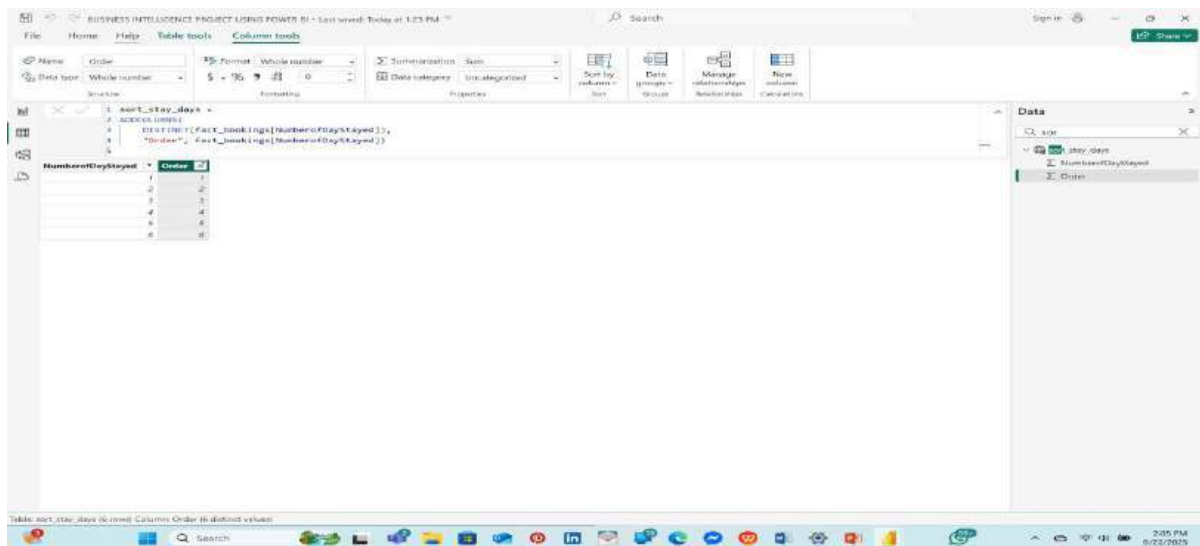 BUSINESS INTELLIGENCE PROJECT USING POWER BI • Last saved: Today at 1:23 PM
Search
Sign in
File Home Help Table tools Column tools
Share
Name Order
Format Whole number
Summarization Sum
Data type Whole number
$ % 9 0
Data category Uncategorized
Sort by column
Data groups
Manage relationships
New column
Structure
Formatting
Properties
Sort
Groups
Relationships
Calculations
1 sort_stay_days =
2 ADDCOLUMNS(
3 DISTINCT(fact_bookings[NumberofDayStayed]),
4 "Order", fact_bookings[NumberofDayStayed])
5
Data
sor
sort_stay_days
NumberofDayStayed
Order
NumberofDayStayed Order
1 1
2 2
3 3
4 4
Table: sort_stay_days (6 rows) Column: Order (6 distinct values)
Search
2:05 PM
6/22/2025